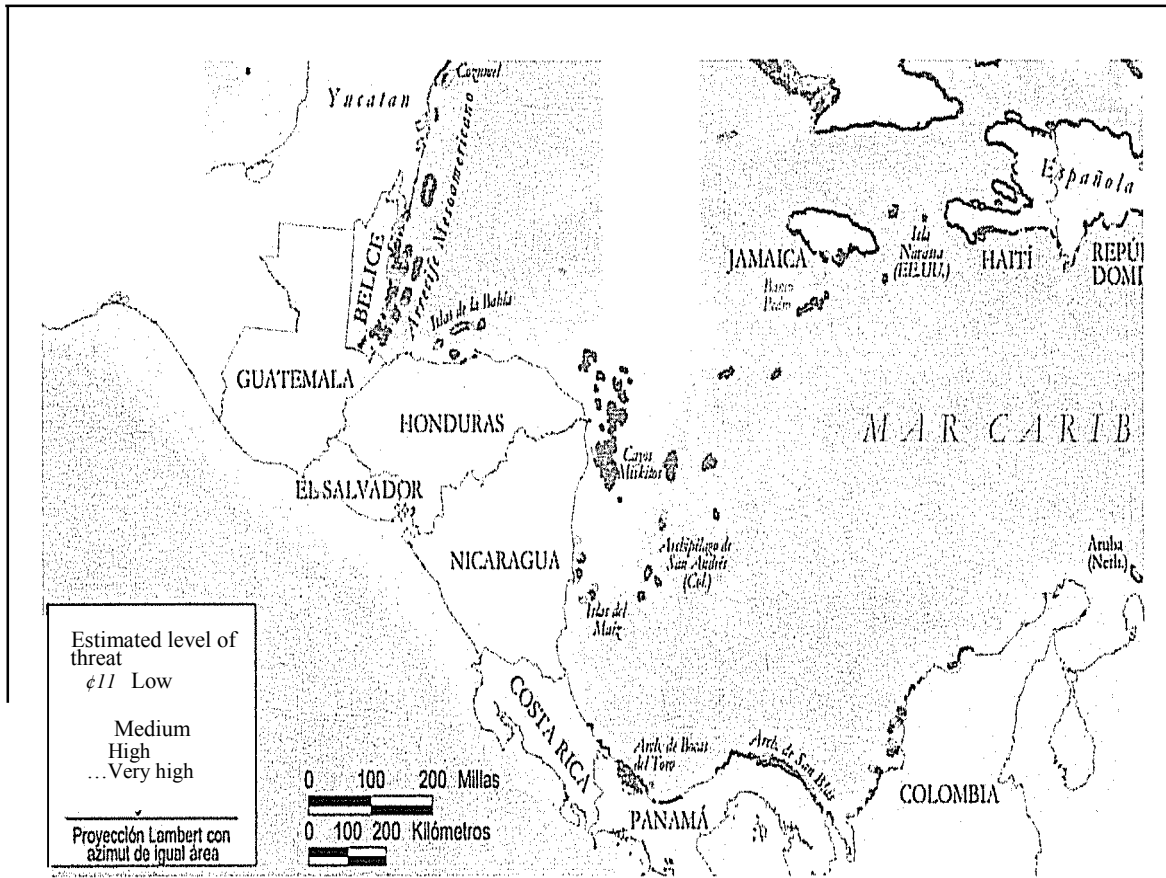 Cozumel
Yucatan
Arrecife Mesoamericano
Española
BELICE
Isla
Navana
(EE.UU.)
JAMAICA
HAITÍ
REPÚ
DOMI
Banco
Pedro
Islas de la Bahía
GUATEMALA
HONDURAS
MAR CARIB
Cayos
Miskitos
EL SALVADOR
NICARAGUA
Archipilago de
San Andrés
(Col.)
Aruba
(Neth.)
Islas del
Maíz
Estimated level of
threat
¢11 Low
Medium
High
...Very high
Proyección Lambert con
azimut de igual área
COSTA RICA
0 100 200 Millas
0 100 200 Kilómetros
Arch. de Bocas
del Toro
Arch. de San Blas
PANAMÁ
COLOMBIA